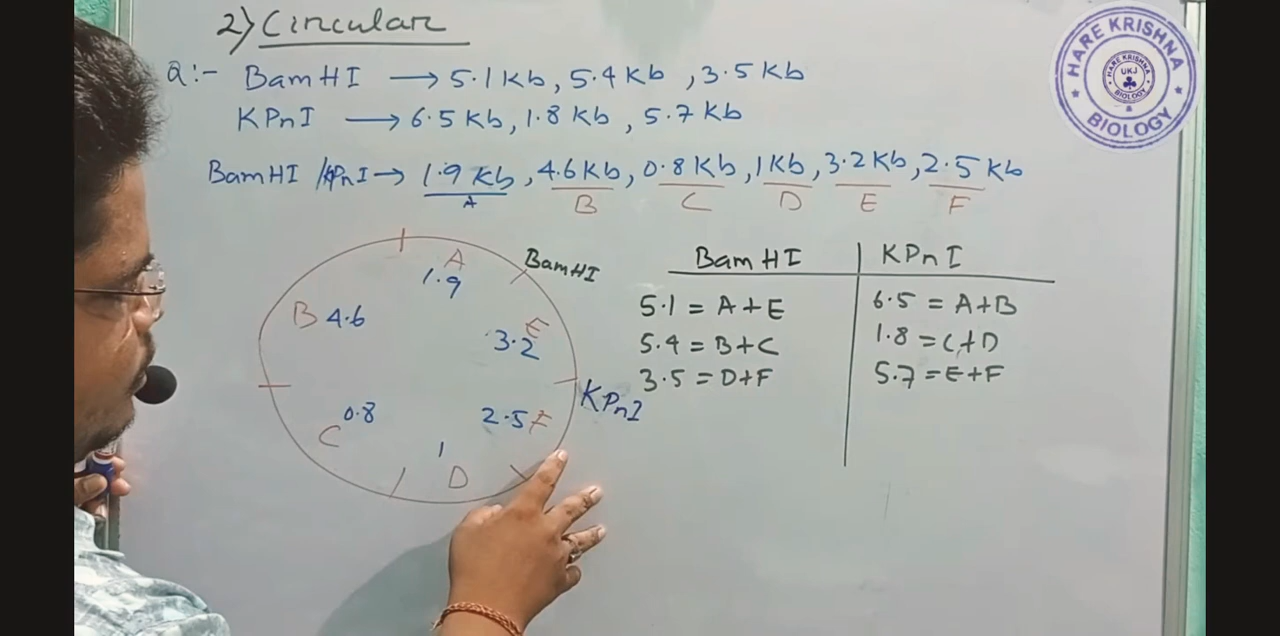 2) Circular
Q:- BamHI → 5.1 Kb, 5.4 Kb, 3.5 Kb
KPnI → 6.5 Kb, 1.8 Kb, 5.7 Kb
BamHI /KPnI → 1.9 Kb, 4.6 Kb, 0.8 Kb, 1 Kb, 3.2 Kb, 2.5 Kb
A B C D E F
A
1.9
BamHI
B 4.6
E
3.2
KPnI
0.8
C
2.5 F
1
D
BamHI KPnI
5.1 = A+E 6.5 = A+B
5.4 = B+C 1.8 = C+D
3.5 = D+F 5.7 = E+F
HARE KRISHNA
BIOLOGY
HARE KRISHNA
UKJ
BIOLOGY